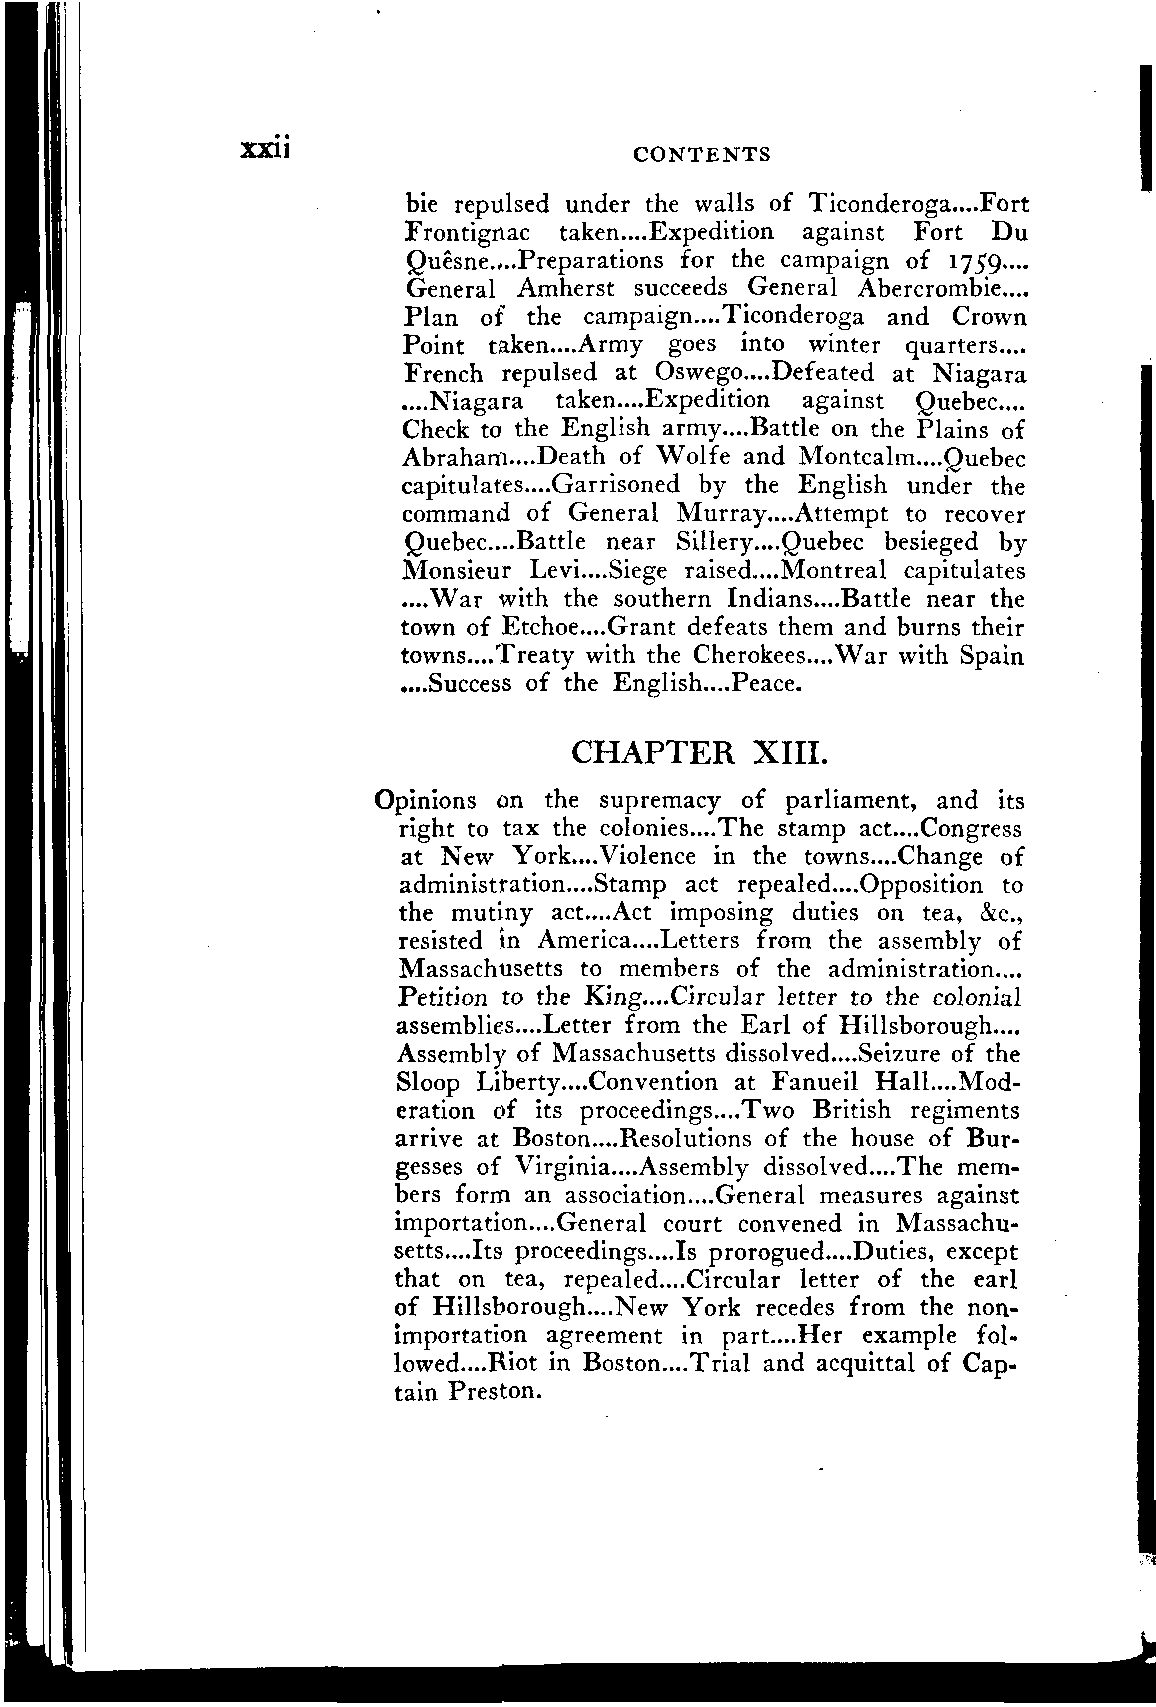 xxii CONTENTS
bie repulsed under the walls of Ticonderoga....Fort
Frontignac taken....Expedition against Fort Du
Quêsne....Preparations for the campaign of 1759....
General Amherst succeeds General Abercrombie....
Plan of the campaign....Ticonderoga and Crown
Point taken....Army goes into winter quarters....
French repulsed at Oswego....Defeated at Niagara
....Niagara taken....Expedition against Quebec....
Check to the English army....Battle on the Plains of
Abraham....Death of Wolfe and Montcalm....Quebec
capitulates....Garrisoned by the English under the
command of General Murray....Attempt to recover
Quebec....Battle near Sillery....Quebec besieged by
Monsieur Levi....Siege raised....Montreal capitulates
....War with the southern Indians....Battle near the
town of Etchoe....Grant defeats them and burns their
towns....Treaty with the Cherokees....War with Spain
....Success of the English....Peace.
CHAPTER XIII.
Opinions on the supremacy of parliament, and its
right to tax the colonies....The stamp act....Congress
at New York....Violence in the towns....Change of
administration....Stamp act repealed....Opposition to
the mutiny act....Act imposing duties on tea, &c.,
resisted in America....Letters from the assembly of
Massachusetts to members of the administration....
Petition to the King....Circular letter to the colonial
assemblies....Letter from the Earl of Hillsborough....
Assembly of Massachusetts dissolved....Seizure of the
Sloop Liberty....Convention at Fanueil Hall....Mod-
eration of its proceedings....Two British regiments
arrive at Boston....Resolutions of the house of Bur-
gesses of Virginia....Assembly dissolved....The mem-
bers form an association....General measures against
importation....General court convened in Massachu-
setts....Its proceedings....Is prorogued....Duties, except
that on tea, repealed....Circular letter of the earl
of Hillsborough....New York recedes from the non-
importation agreement in part....Her example fol-
lowed....Riot in Boston....Trial and acquittal of Cap-
tain Preston.